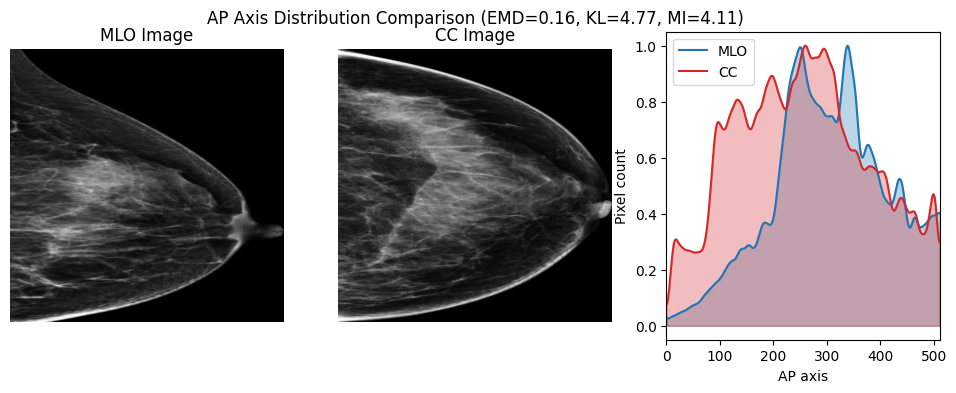 AP Axis Distribution Comparison (EMD=0.16, KL=4.77, MI=4.11)
MLO Image
CC Image
MLO
CC
Pixel count
1.0
0.8
0.6
0.4
0.2
0.0
0 100 200 300 400 500
AP axis